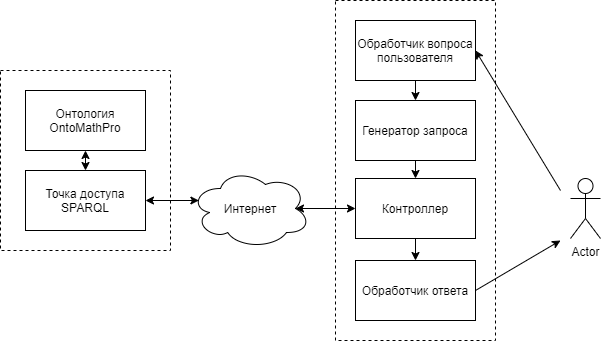 Обработчик вопроса
пользователя
Онтология
OntoMathPro
Генератор запроса
Точка доступа
SPARQL
Интернет
Контроллер
Actor
Обработчик ответа